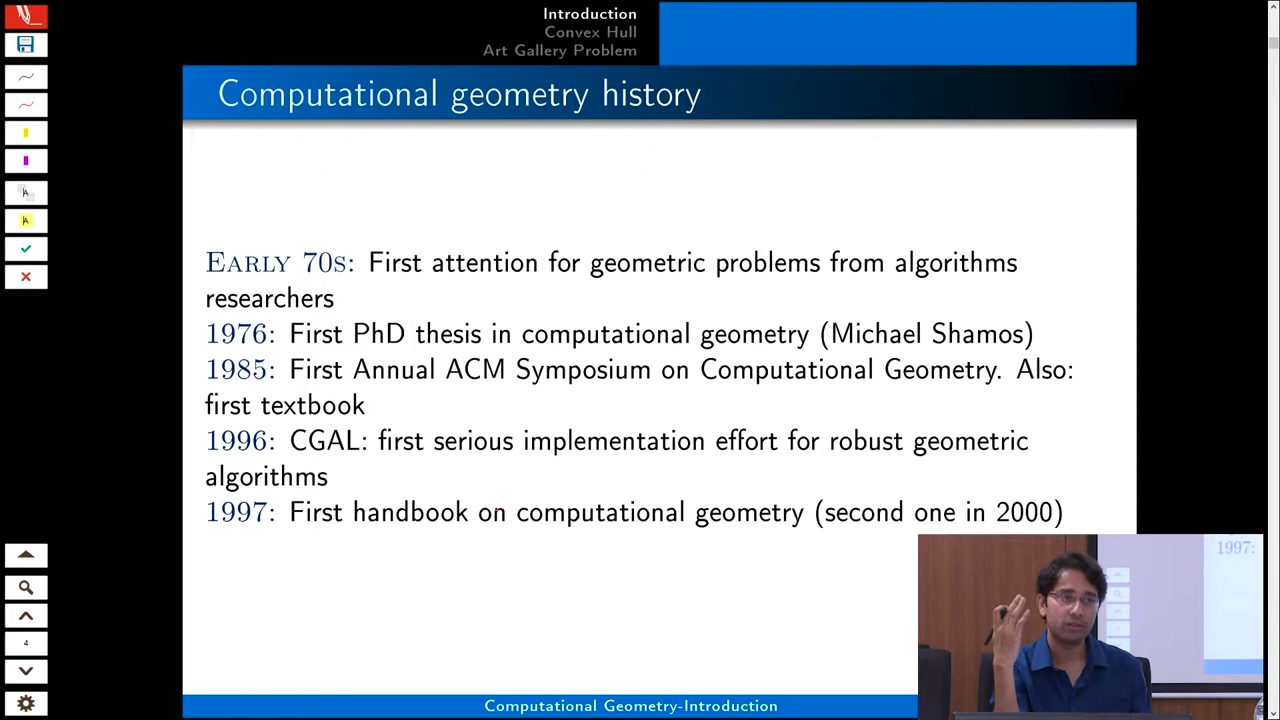 Introduction
Convex Hull
Art Gallery Problem
Computational geometry history
EARLY 70S: First attention for geometric problems from algorithms
researchers
1976: First PhD thesis in computational geometry (Michael Shamos)
1985: First Annual ACM Symposium on Computational Geometry. Also:
first textbook
1996: CGAL: first serious implementation effort for robust geometric
algorithms
1997: First handbook on computational geometry (second one in 2000)
A
A
4
1997:
Computational Geometry-Introduction